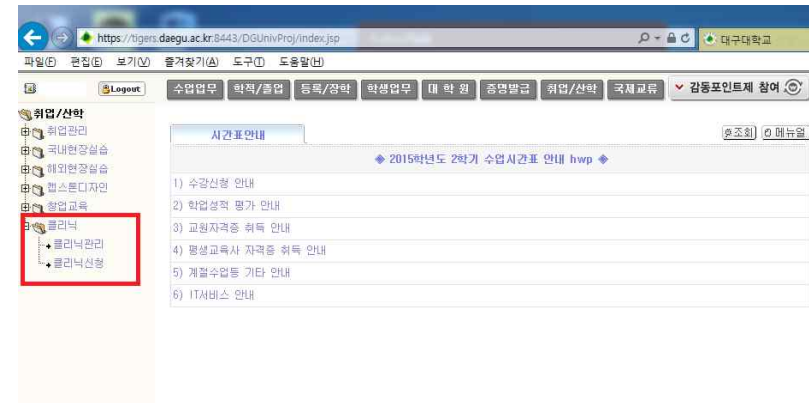 https://tigers.daegu.ac.kr:8443/DGUnivProj/index.jsp
대구대학교
파일(F) 편집(E) 보기(V) 즐겨찾기(A) 도구(T) 도움말(H)
Logout 수업업무 학적/졸업 등록/장학 학생업무 대 학 원 증명발급 취업/산학 국제교류 감동포인트제 참여
취업/산학
취업관리
국내현장실습
해외현장실습
캡스톤디자인
창업교육
클리닉
클리닉관리
클리닉신청
시간표안내 조회 메뉴얼
◈ 2015학년도 2학기 수업시간표 안내 hwp ◈
1) 수강신청 안내
2) 학업성적 평가 안내
3) 교원자격증 취득 안내
4) 평생교육사 자격증 취득 안내
5) 계절수업등 기타 안내
6) IT서비스 안내